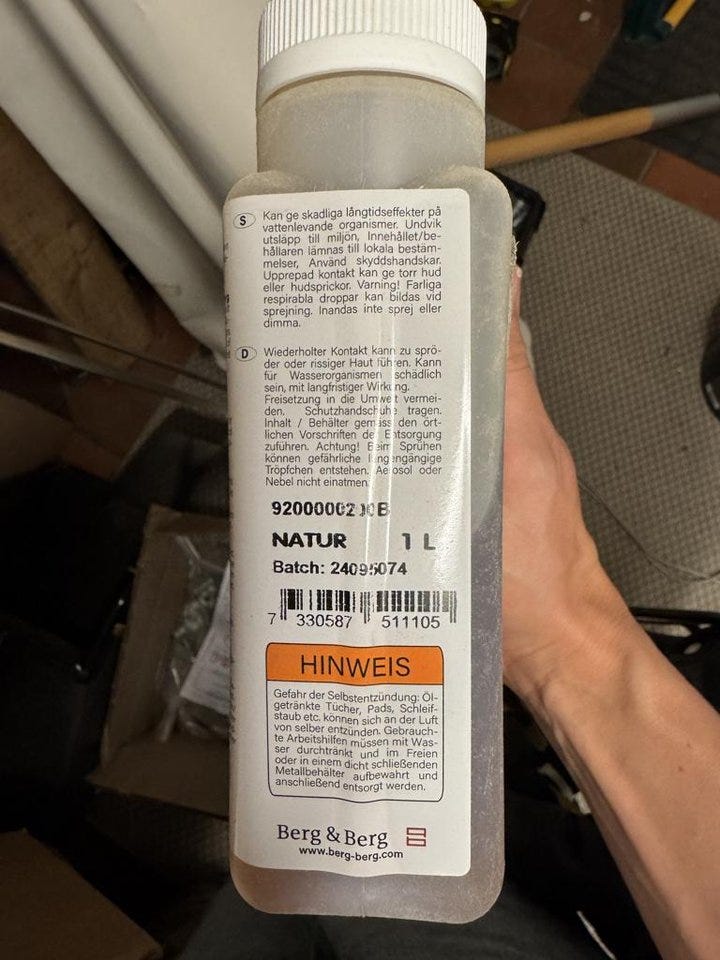 S
Kan ge skadliga långtidseffekter på
vattenlevande organismer. Undvik
utsläpp till miljön, Innehållet/be-
hållaren lämnas till lokala bestäm-
melser, Använd skyddshandskar.
Upprepad kontakt kan ge torr hud
eller hudsprickor. Varning! Farliga
respirabla droppar kan bildas vid
sprejning. Inandas inte sprej eller
dimma.
D
Wiederholter Kontakt kann zu sprö-
der oder rissiger Haut führen. Kann
für Wasserorganismen schädlich
sein, mit langfristiger Wirkung.
Freisetzung in die Umwelt vermei-
den. Schutzhandschuhe tragen.
Inhalt / Behälter gemäss den ört-
lichen Vorschriften der Entsorgung
zuführen. Achtung! Beim Sprühen
können gefährliche lungengängige
Tröpfchen entstehen. Aerosol oder
Nebel nicht einatmen.
NATUR 1 L
Batch: 24095074
7 330587 511105
HINWEIS
Gefahr der Selbstentzündung: Öl-
getränkte Tücher, Pads, Schleif-
staub etc. können sich an der Luft
von selber entzünden. Gebrauch-
te Arbeitshilfen müssen mit Was-
ser durchtränkt und im Freien
oder in einem dicht schließenden
Metallbehälter aufbewahrt und
anschließend entsorgt werden.
Berg & Berg
www.berg-berg.com